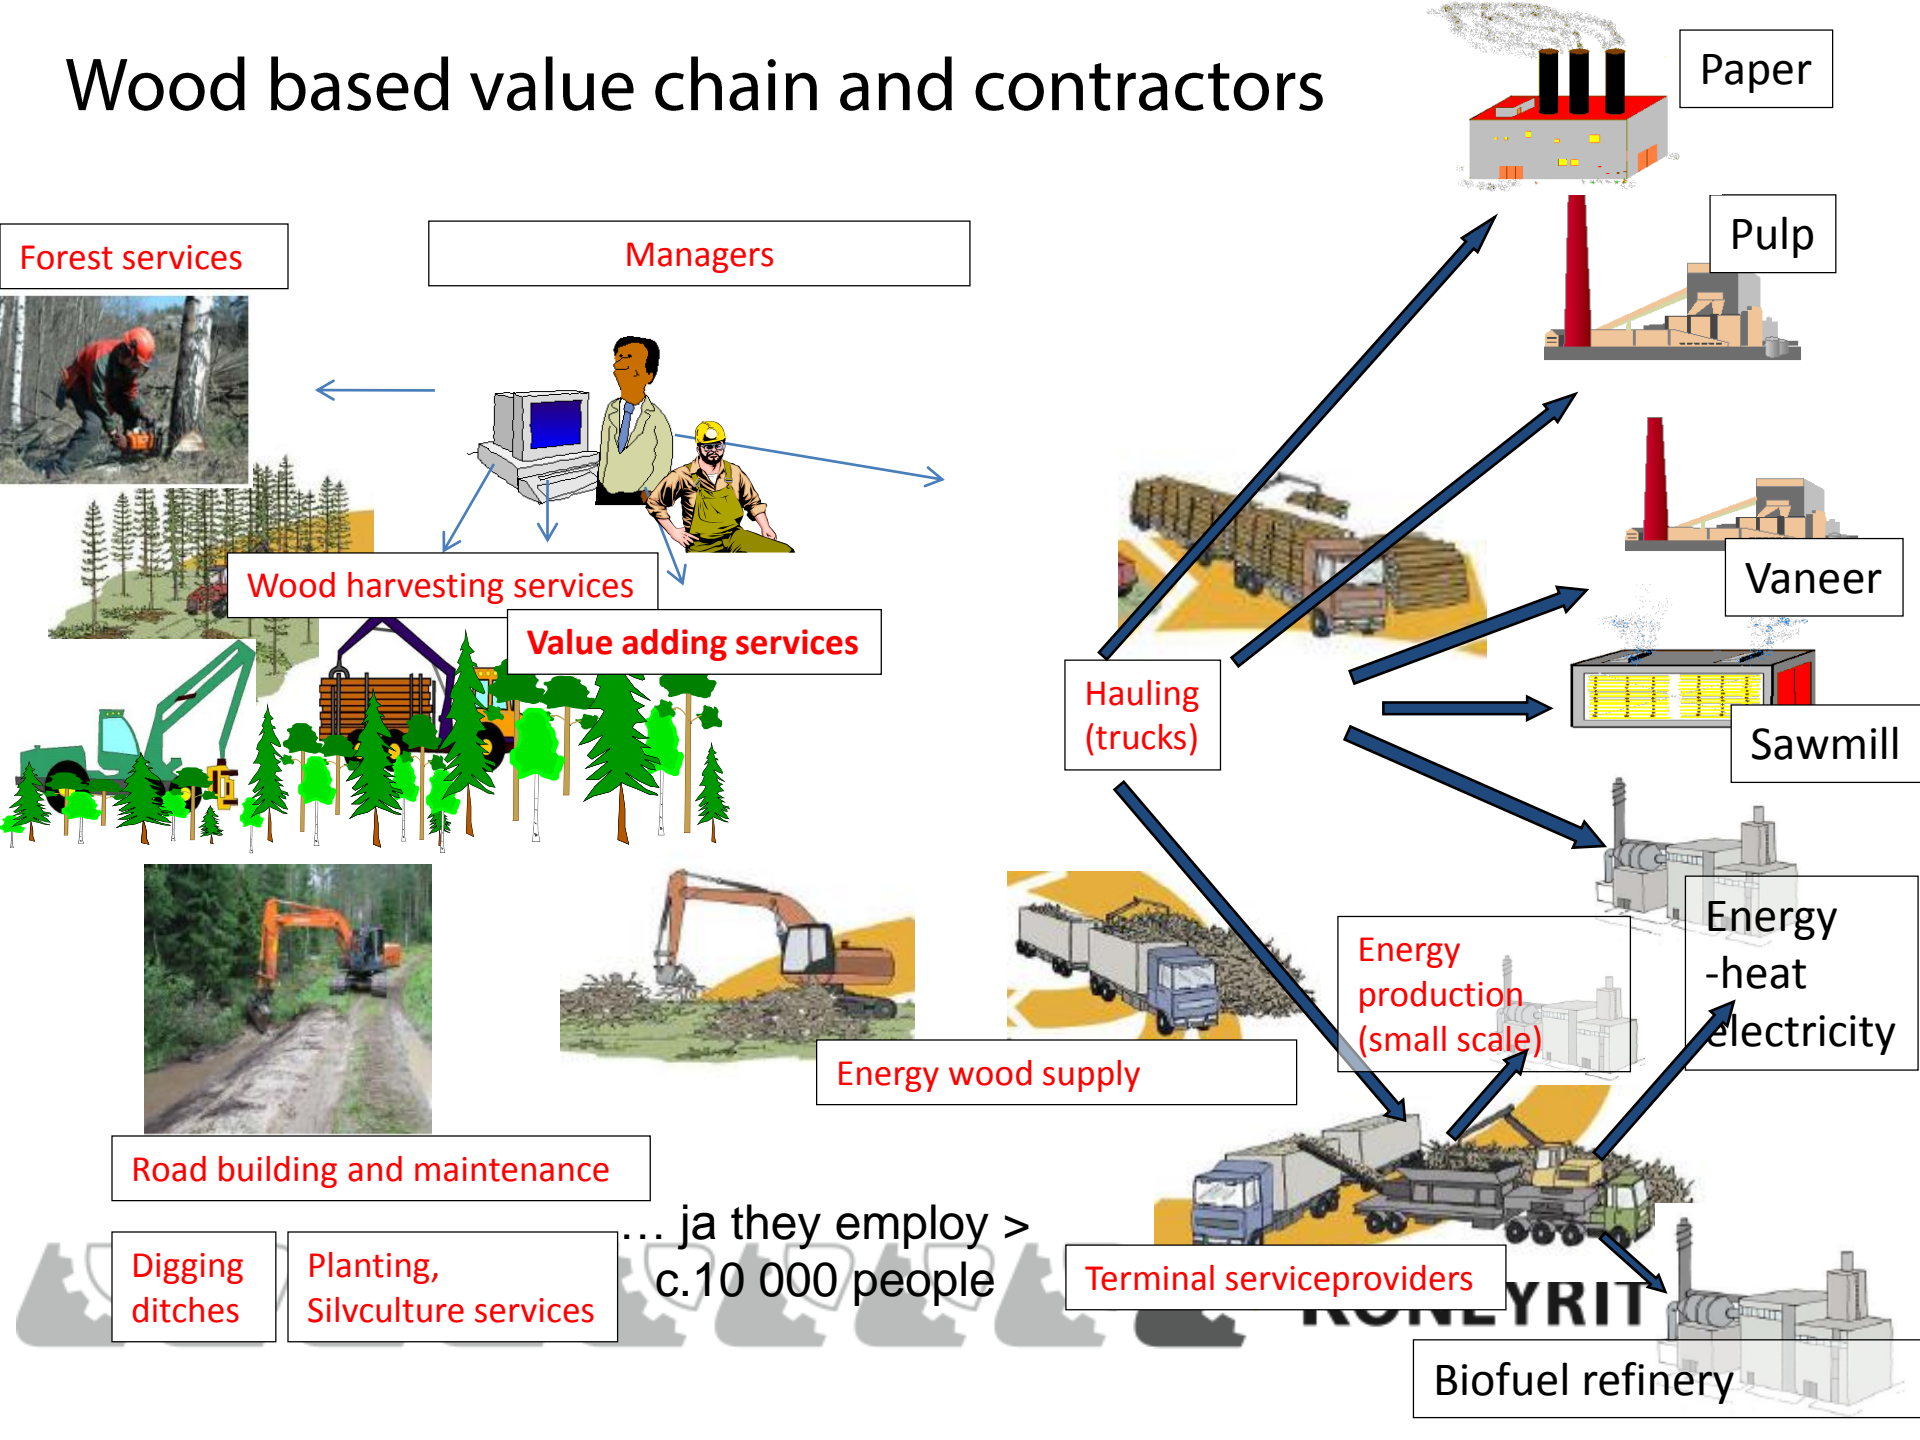 Wood based value chain and contractors
Paper
Pulp
Forest services
Managers
Wood harvesting services
Value adding services
Vaneer
Hauling
(trucks)
Sawmill
Energy
-heat
electricity
Energy
production
(small scale)
Energy wood supply
Road building and maintenance
... ja they employ >
c.10 000 people
Digging
ditches
Planting,
Silvculture services
Terminal serviceproviders
Biofuel refinery